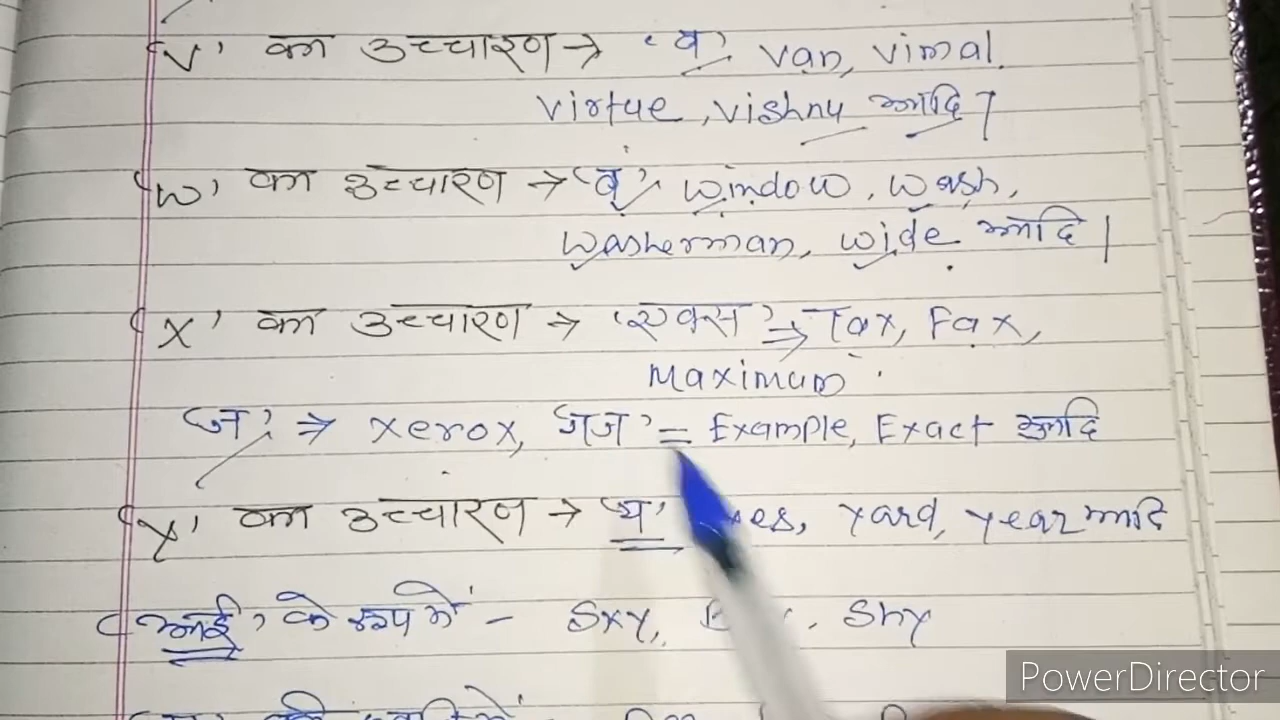 'V' का उच्चारण → 'व' van, vimal,
virtue, vishnu आदि।
'w' का उच्चारण → 'व' window, wash,
washerman, wide आदि।
'X' का उच्चारण → 'एक्स' ⇒ Tax, Fax,
Maximum
'ज' ⇒ xerox, 'ग्ज' = Example, Exact आदि
'y' का उच्चारण → 'य' yard, year आदि
'आई' के रूप में - Sky, Shy
PowerDirector